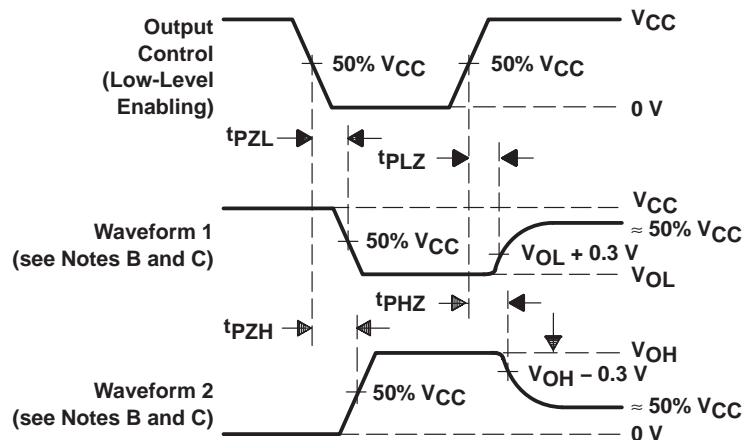 Output
Control
(Low-Level
Enabling)
50% VCC
50% VCC
VCC
0 V
tPZL
tPLZ
Waveform 1
(see Notes B and C)
50% VCC
VOL + 0.3 V
VCC
≈ 50% VCC
VOL
tPHZ
tPZH
Waveform 2
(see Notes B and C)
50% VCC
VOH − 0.3 V
VOH
≈ 50% VCC
0 V